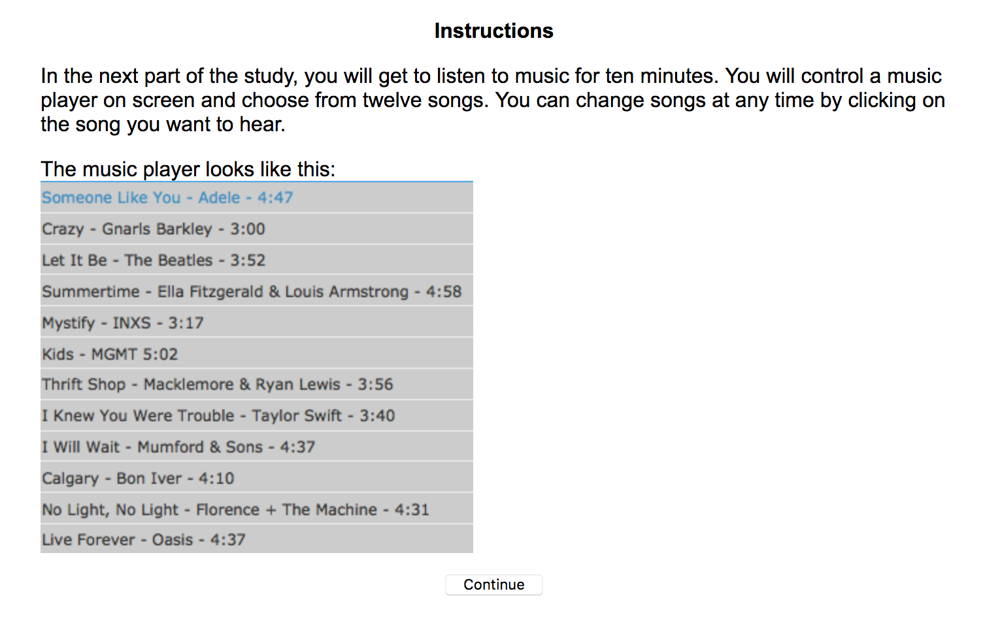 Instructions
In the next part of the study, you will get to listen to music for ten minutes. You will control a music
player on screen and choose from twelve songs. You can change songs at any time by clicking on
the song you want to hear.
The music player looks like this:
Someone Like You - Adele - 4:47
Crazy - Gnarls Barkley - 3:00
Let It Be - The Beatles - 3:52
Summertime - Ella Fitzgerald & Louis Armstrong - 4:58
Mystify - INXS - 3:17
Kids - MGMT 5:02
Thrift Shop - Macklemore & Ryan Lewis - 3:56
I Knew You Were Trouble - Taylor Swift - 3:40
I Will Wait - Mumford & Sons - 4:37
Calgary - Bon Iver - 4:10
No Light, No Light - Florence + The Machine - 4:31
Live Forever - Oasis - 4:37
Continue